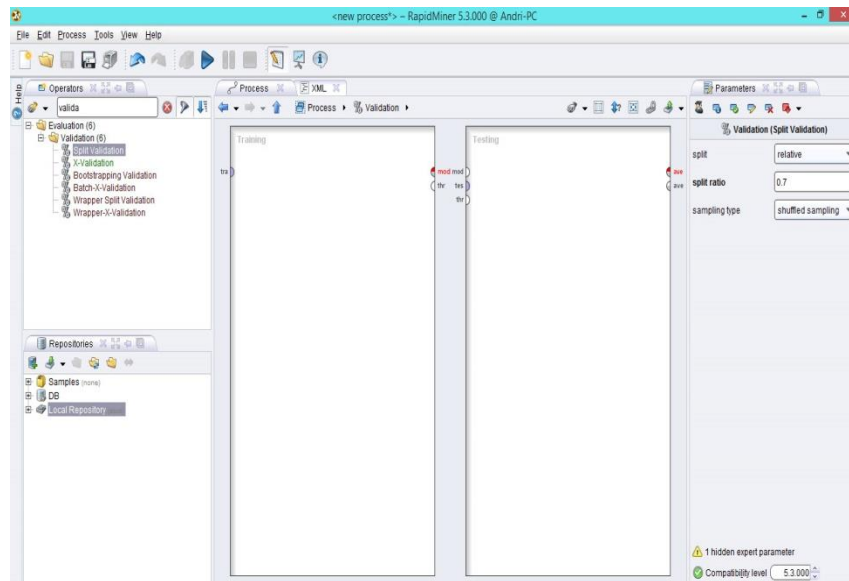 <new process*> – RapidMiner 5.3.000 @ Andri-PC
File Edit Process Tools View Help
Help
Operators
valida
Evaluation (6)
Validation (6)
Split Validation
X-Validation
Bootstrapping Validation
Batch-X-Validation
Wrapper Split Validation
Wrapper-X-Validation
Repositories
Samples (none)
DB
Local Repository
Process
XML
Process
Validation
Training
tra
mod
thr
Testing
mod
tes
thr
ave
ave
Parameters
Validation (Split Validation)
split relative
split ratio 0.7
sampling type shuffled sampling
1 hidden expert parameter
Compatibility level 5.3.000